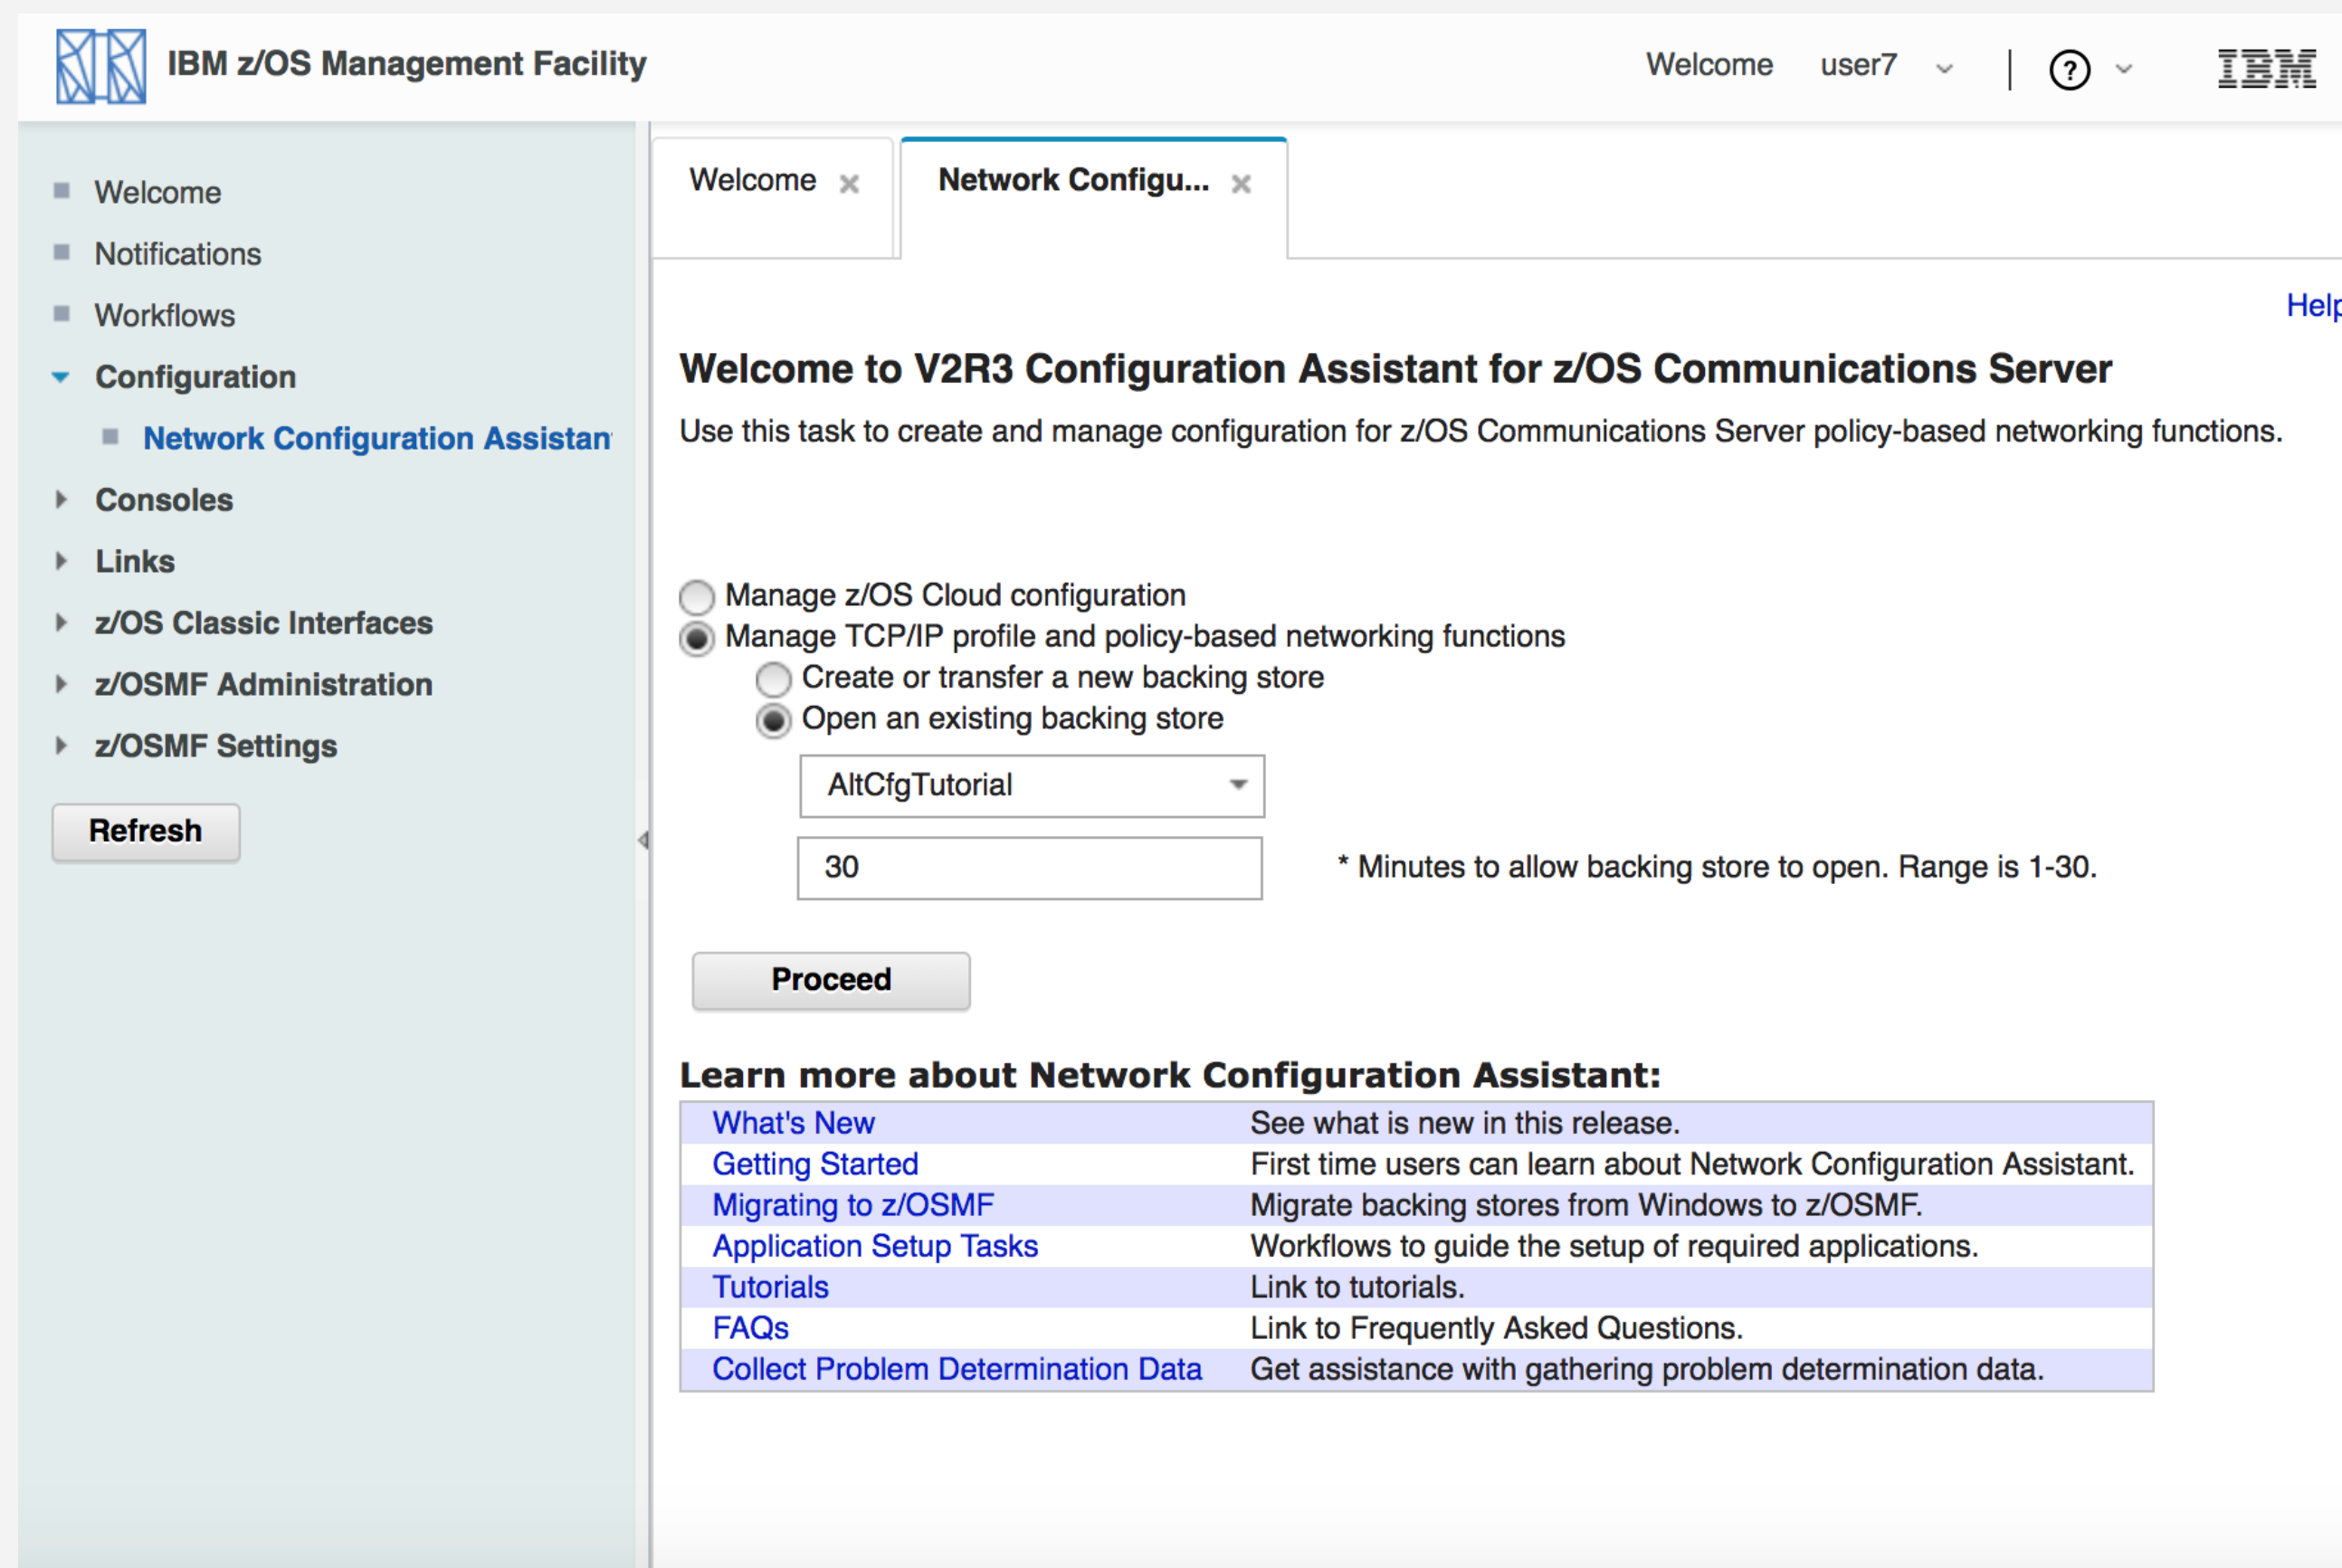 IBM z/OS Management Facility
Welcome user7 | ? IBM
Welcome
Notifications
Workflows
Configuration
Network Configuration Assistan
Consoles
Links
z/OS Classic Interfaces
z/OSMF Administration
z/OSMF Settings
Refresh
Welcome
Network Configu...
Help
Welcome to V2R3 Configuration Assistant for z/OS Communications Server
Use this task to create and manage configuration for z/OS Communications Server policy-based networking functions.
Manage z/OS Cloud configuration
Manage TCP/IP profile and policy-based networking functions
Create or transfer a new backing store
Open an existing backing store
AltCfgTutorial
30 * Minutes to allow backing store to open. Range is 1-30.
Proceed
Learn more about Network Configuration Assistant:
What's New See what is new in this release.
Getting Started First time users can learn about Network Configuration Assistant.
Migrating to z/OSMF Migrate backing stores from Windows to z/OSMF.
Application Setup Tasks Workflows to guide the setup of required applications.
Tutorials Link to tutorials.
FAQs Link to Frequently Asked Questions.
Collect Problem Determination Data Get assistance with gathering problem determination data.